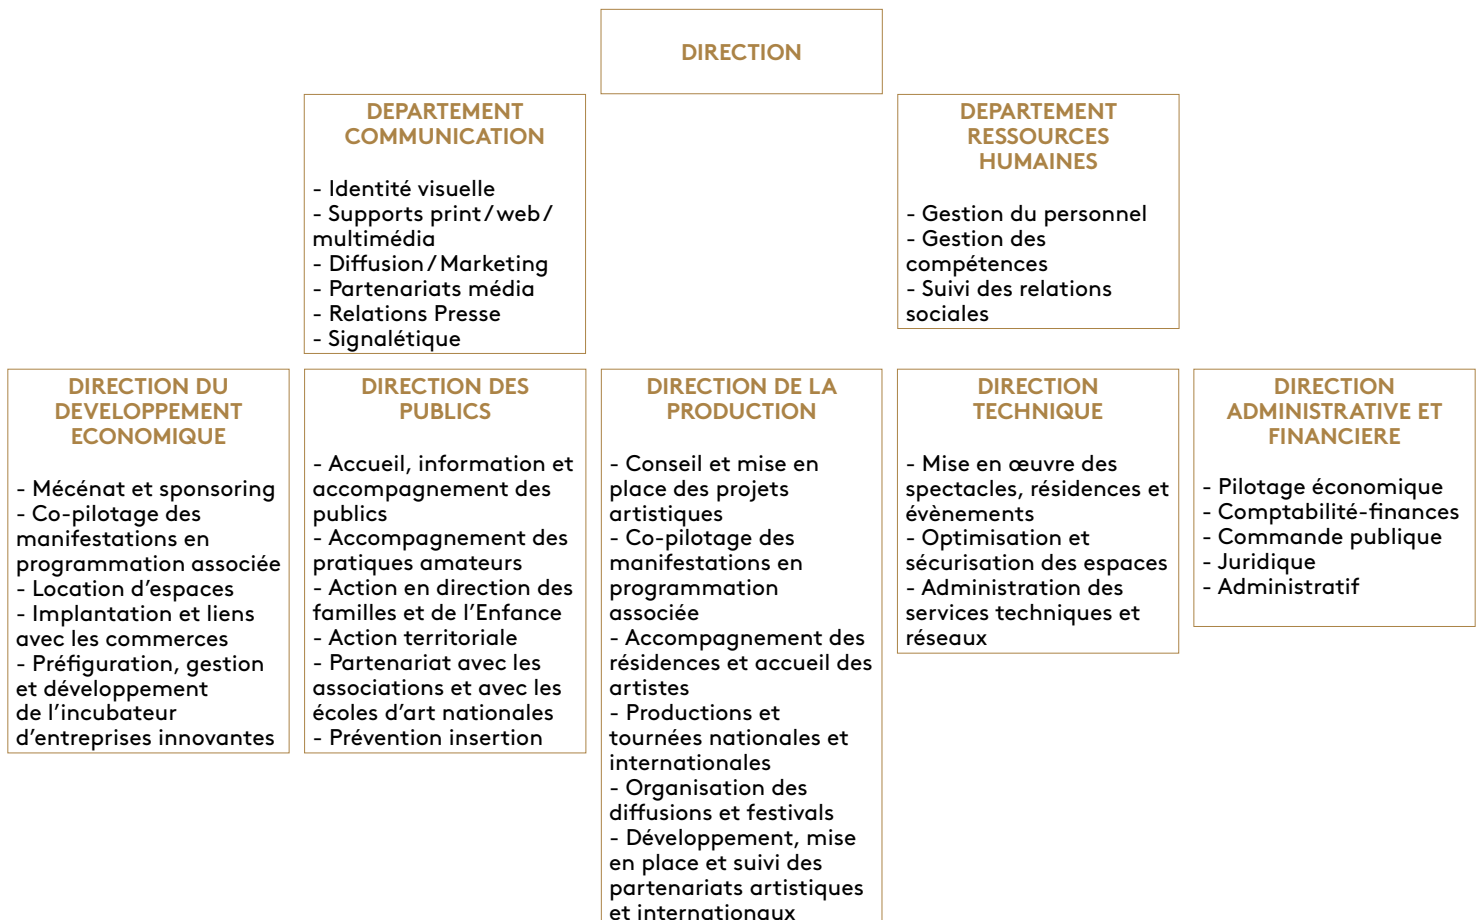 DIRECTION
DEPARTEMENT
COMMUNICATION
- Identité visuelle
- Supports print / web /
multimédia
- Diffusion / Marketing
- Partenariats média
- Relations Presse
- Signalétique
DEPARTEMENT
RESSOURCES
HUMAINES
- Gestion du personnel
- Gestion des
compétences
- Suivi des relations
sociales
DIRECTION DU
DEVELOPPEMENT
ECONOMIQUE
- Mécénat et sponsoring
- Co-pilotage des
manifestations en
programmation associée
- Location d’espaces
- Implantation et liens
avec les commerces
- Préfiguration, gestion
et développement
de l’incubateur
d’entreprises innovantes
DIRECTION DES
PUBLICS
- Accueil, information et
accompagnement des
publics
- Accompagnement des
pratiques amateurs
- Action en direction des
familles et de l’Enfance
- Action territoriale
- Partenariat avec les
associations et avec les
écoles d’art nationales
- Prévention insertion
DIRECTION DE LA
PRODUCTION
- Conseil et mise en
place des projets
artistiques
- Co-pilotage des
manifestations en
programmation
associée
- Accompagnement des
résidences et accueil des
artistes
- Productions et
tournées nationales et
internationales
- Organisation des
diffusions et festivals
- Développement, mise
en place et suivi des
partenariats artistiques
et internationaux
DIRECTION
TECHNIQUE
- Mise en œuvre des
spectacles, résidences et
évènements
- Optimisation et
sécurisation des espaces
- Administration des
services techniques et
réseaux
DIRECTION
ADMINISTRATIVE ET
FINANCIERE
- Pilotage économique
- Comptabilité-finances
- Commande publique
- Juridique
- Administratif